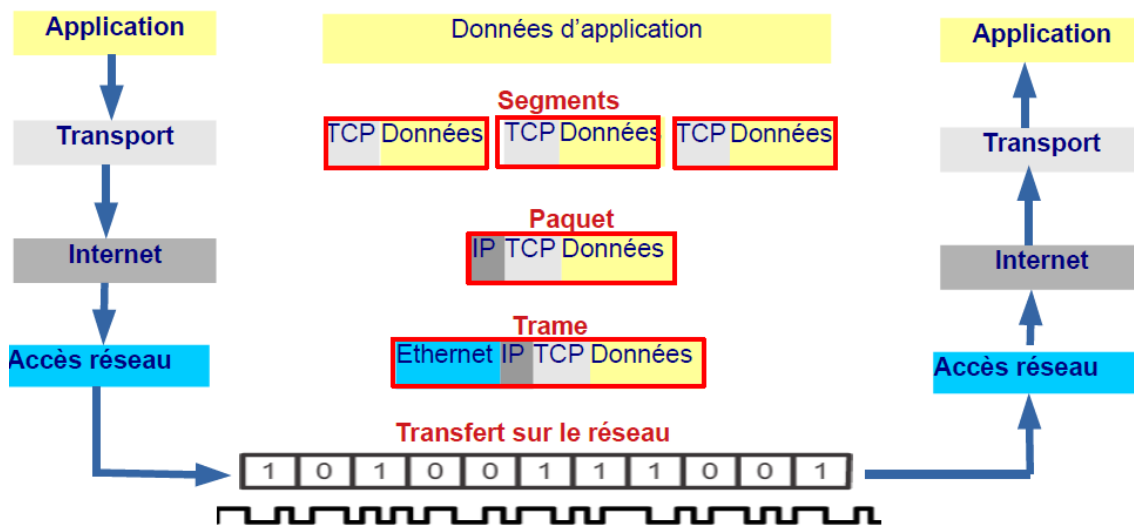 Application
Données d'application
Application
Segments
TCP Données
TCP Données
TCP Données
Transport
Transport
Paquet
IP TCP Données
Internet
Internet
Trame
Ethernet IP TCP Données
Accès réseau
Accès réseau
Transfert sur le réseau
1 0 1 0 0 1 1 1 0 0 1